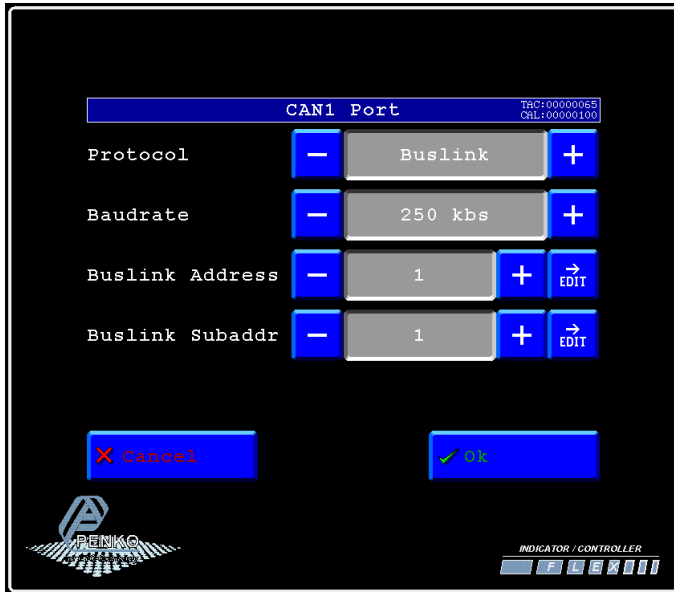 CAN1 Port
TAC:00000065
CAL:00000100
Protocol − Buslink +
Baudrate − 250 kbs +
Buslink Address − 1 + → EDIT
Buslink Subaddr − 1 + → EDIT
Cancel
Ok
PENKO
INDICATOR / CONTROLLER
FLEX